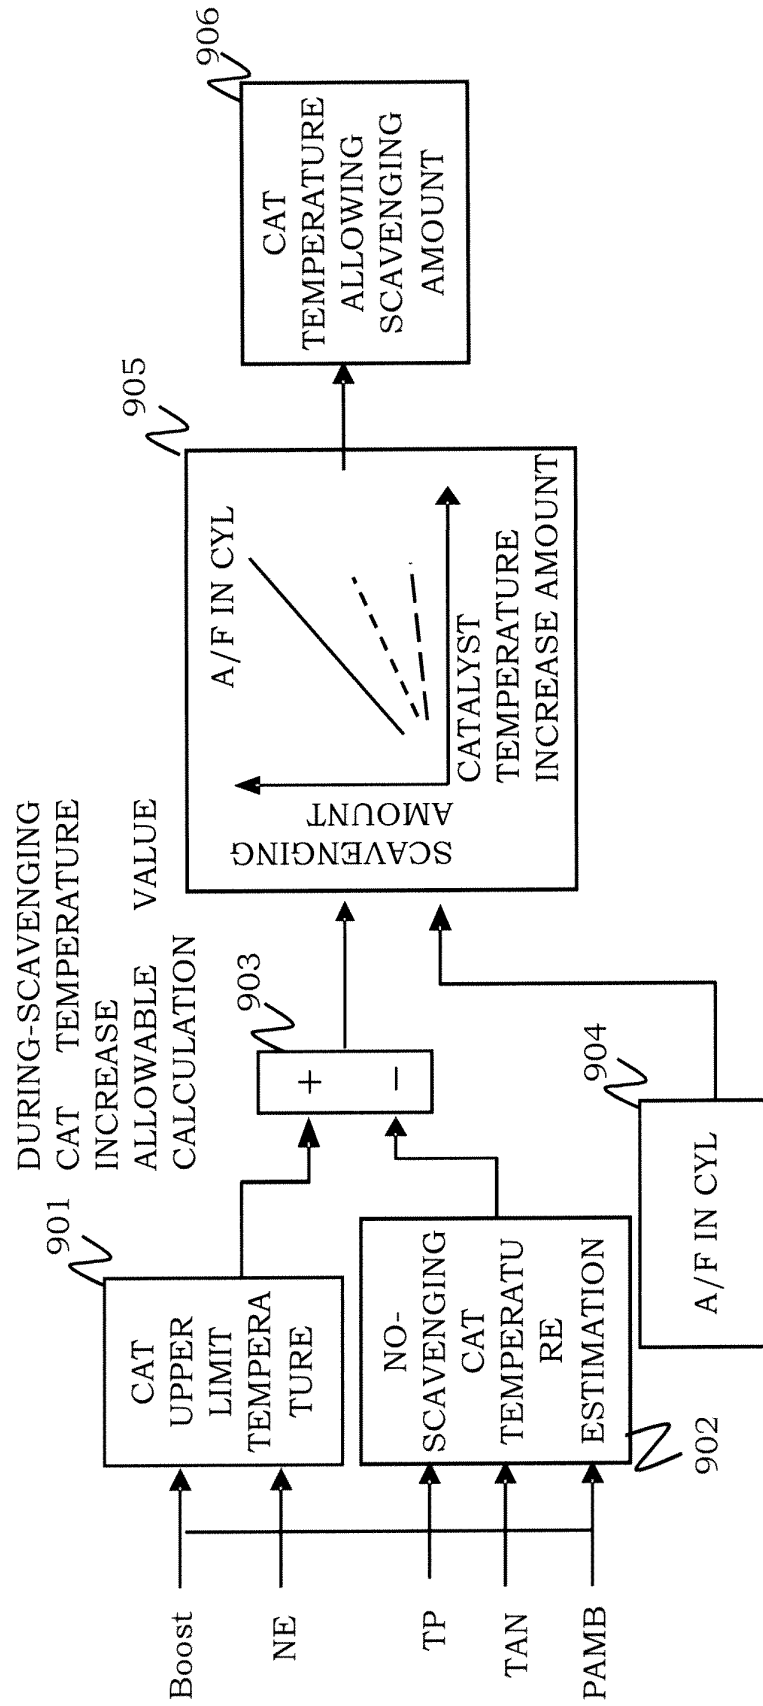 Boost
NE
TP
TAN
PAMB
901
CAT
UPPER
LIMIT
TEMPERA
TURE
NO-
SCAVENGING
CAT
TEMPERATU
RE
ESTIMATION
902
DURING-SCAVENGING
CAT TEMPERATURE
INCREASE
ALLOWABLE VALUE
CALCULATION
903
+
−
904
A/F IN CYL
905
SCAVENGING
AMOUNT
A/F IN CYL
CATALYST
TEMPERATURE
INCREASE AMOUNT
906
CAT
TEMPERATURE
ALLOWING
SCAVENGING
AMOUNT